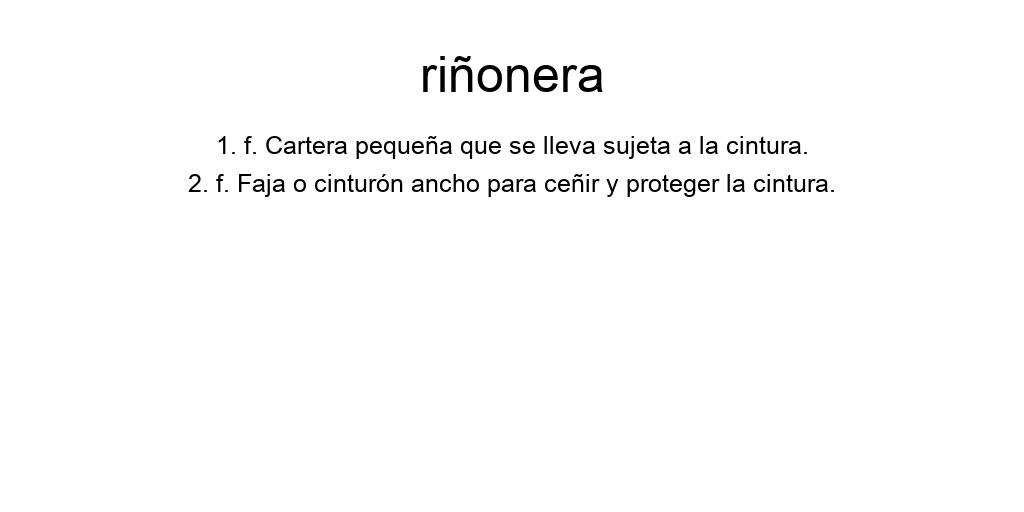 riñonera
1. f. Cartera pequeña que se lleva sujeta a la cintura.
2. f. Faja o cinturón ancho para ceñir y proteger la cintura.